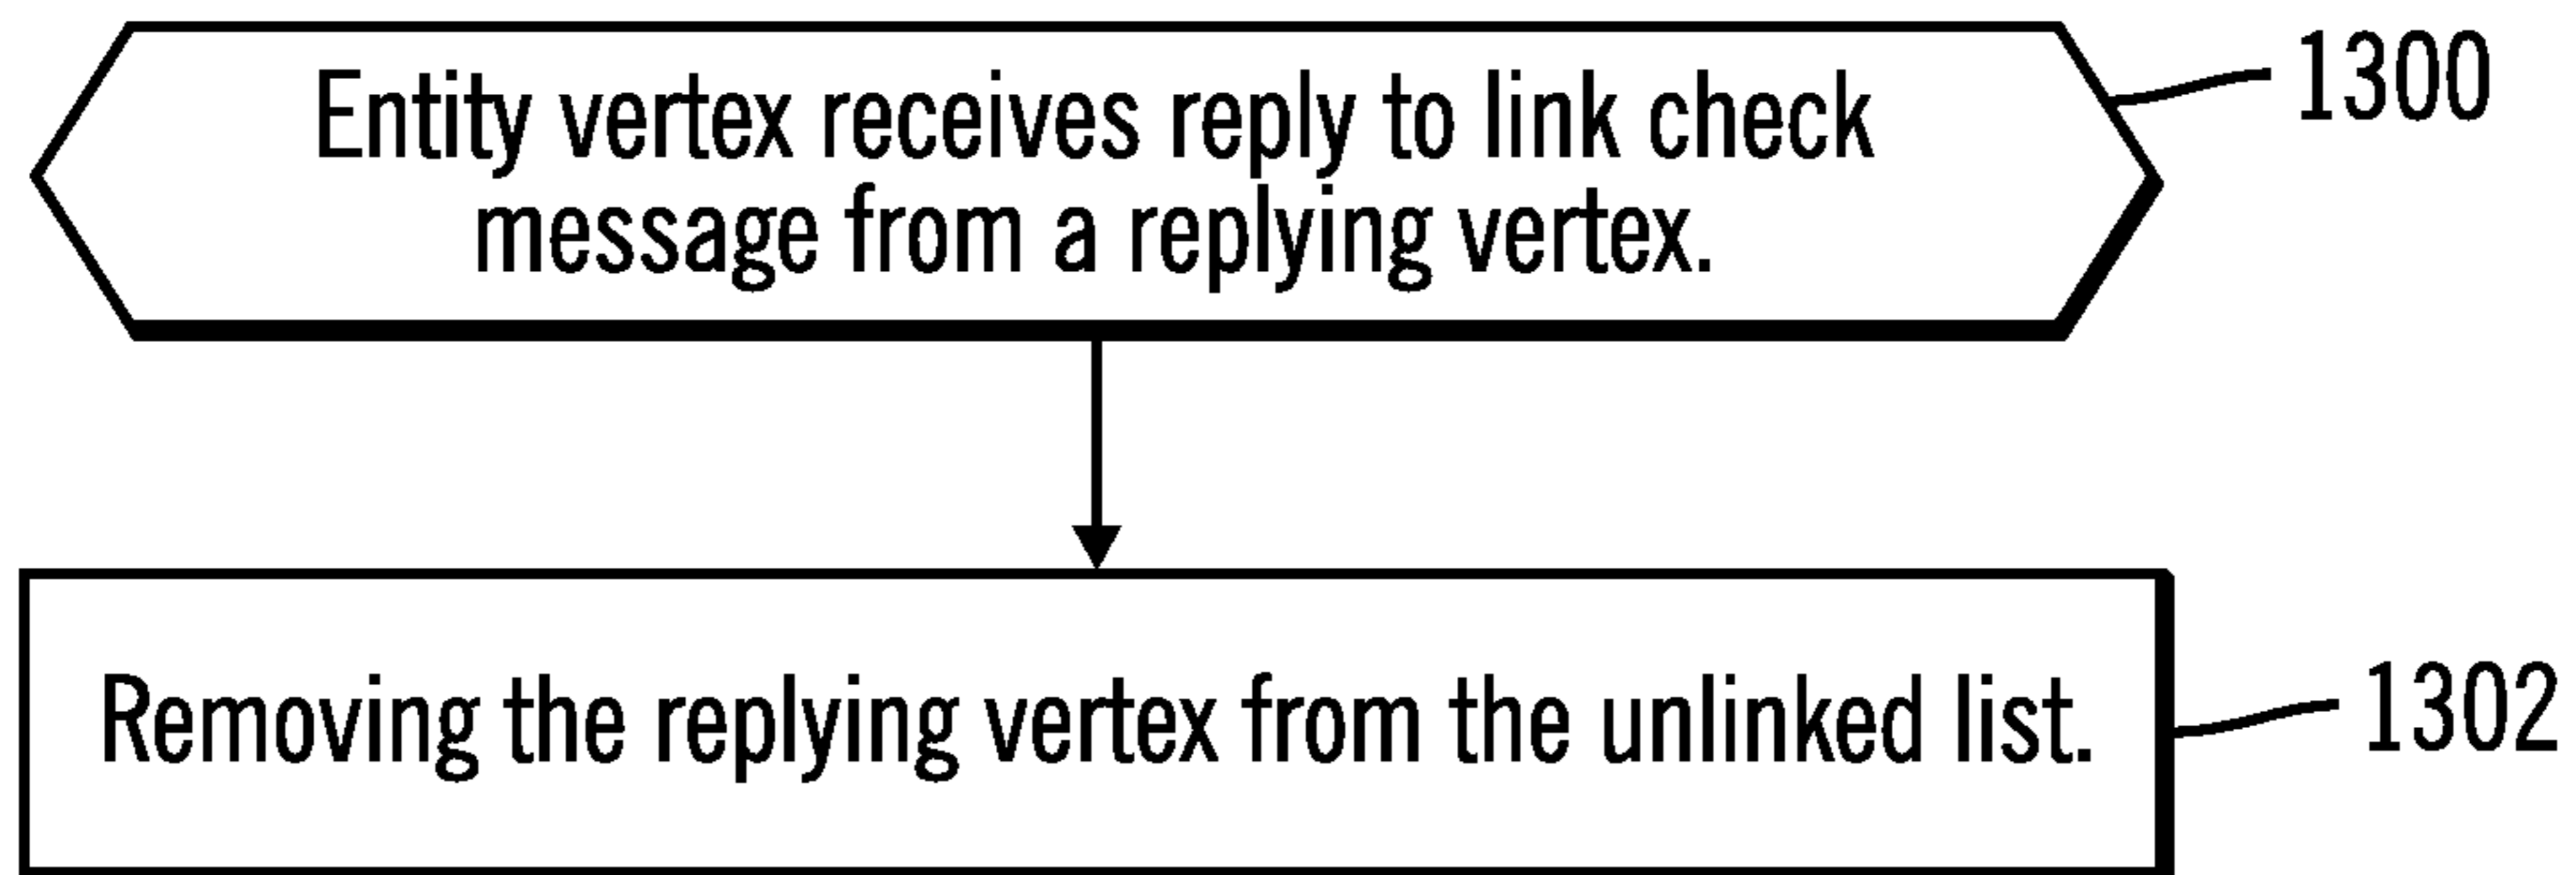 Entity vertex receives reply to link check
message from a replying vertex.
1300
Removing the replying vertex from the unlinked list.
1302